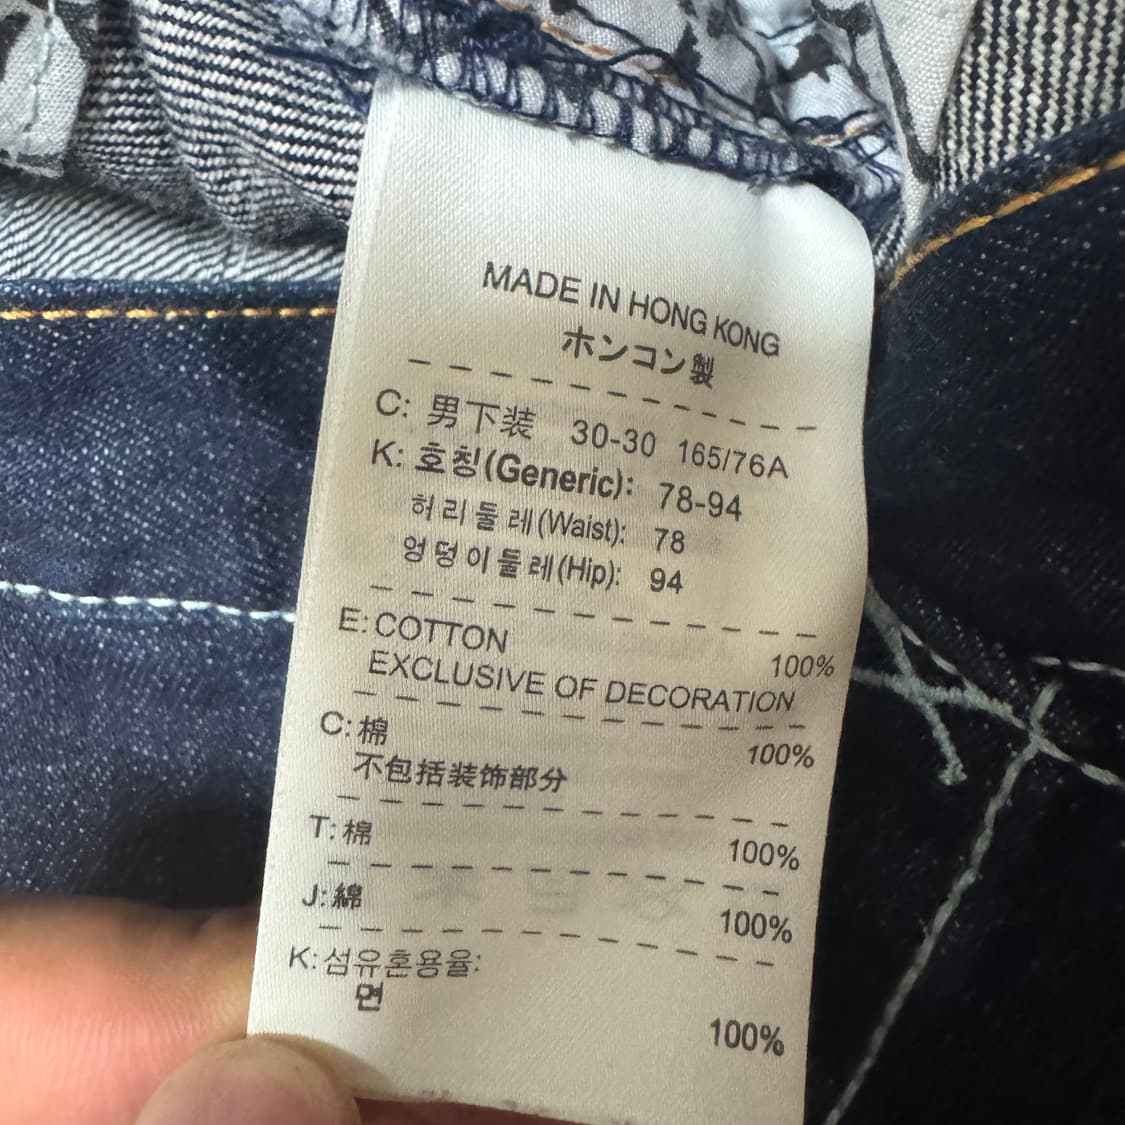 MADE IN HONG KONG
ホンコン製
C: 男下装 30-30 165/76A
K: 호칭(Generic): 78-94
허리둘레(Waist): 78
엉덩이둘레(Hip): 94
E: COTTON 100%
EXCLUSIVE OF DECORATION
C: 棉 100%
不包括装饰部分
T: 棉 100%
J: 綿 100%
K: 섬유혼용율:
면 100%